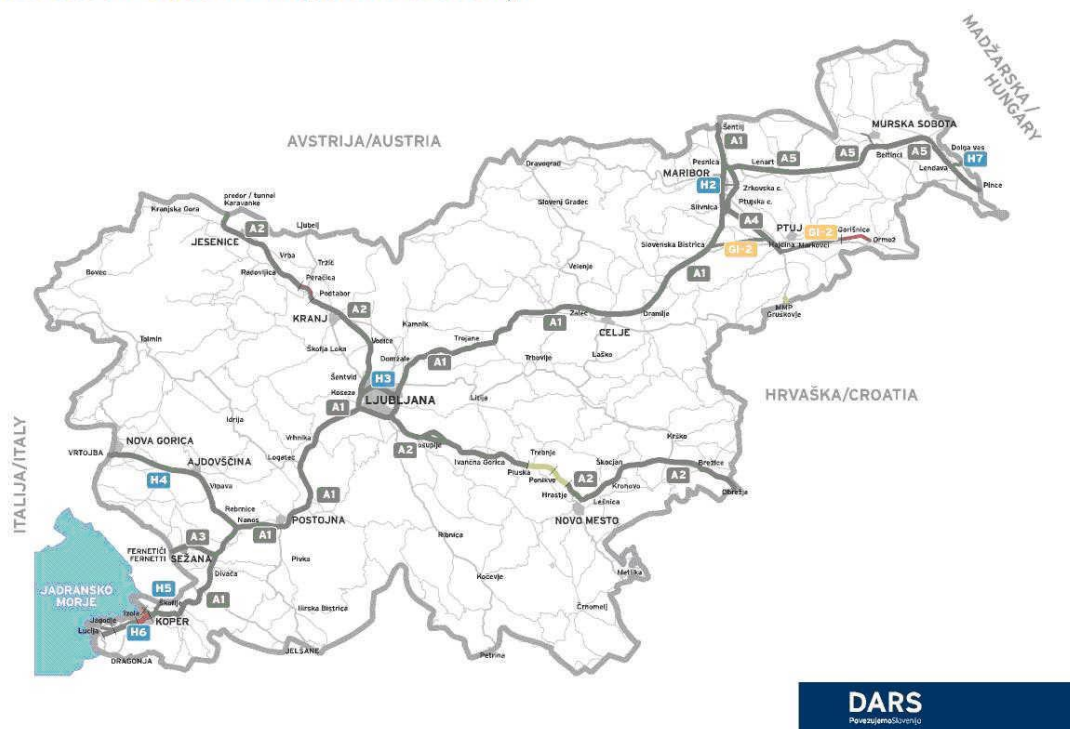 MADŽARSKA /
HUNGARY
AVSTRIJA/AUSTRIA
Šentilj
A1
MURSKA SOBOTA
Pesnica
Lenart
A5
A5
Beltinci
A5
Dolga vas
H7
Lendava
Pince
Dravograd
MARIBOR
H2
Zrkovska c.
Ptujska c.
Slivnica
predor / tunnel
Karavanke
Kranjska Gora
Ljubelj
A2
JESENICE
Slovenj Gradec
A4
PTUJ
GI-2
Gorišnica
Ormož
Hajdina
Markovci
Slovenska Bistrica
GI-2
Vrba
Tržič
Radovljica
Peračica
Podtabor
Bovec
Velenje
A1
A2
KRANJ
Žalec
A1
CELJE
Dramlje
MMP
Gruškovje
Tolmin
Škofja Loka
Vodice
Kamnik
Domžale
Trojane
A1
Trbovlje
Laško
Šentvid
H3
Koseze
LJUBLJANA
A1
Litija
HRVAŠKA/CROATIA
ITALIJA/ITALY
Idrija
Vrhnika
NOVA GORICA
VRTOJBA
AJDOVŠČINA
Logatec
H4
Vipava
A2
Ivančna Gorica
Trebnje
Pluska
Ponikve
Hrastje
A2
Škocjan
Kronovo
Lešnica
Krško
A2
Brežice
Obrežje
NOVO MESTO
A1
Rebrnice
Nanos
POSTOJNA
A1
Ribnica
A3
FERNETIČI
FERNETTI
SEŽANA
Divača
Pivka
Kočevje
Metlika
JADRANSKO
MORJE
H5
Škofije
A1
Izola
Jagodje
Lucija
H6
KOPER
Ilirska Bistrica
Črnomelj
DRAGONJA
JELŠANE
Petrina
DARS
PovezujemoSlovenijo